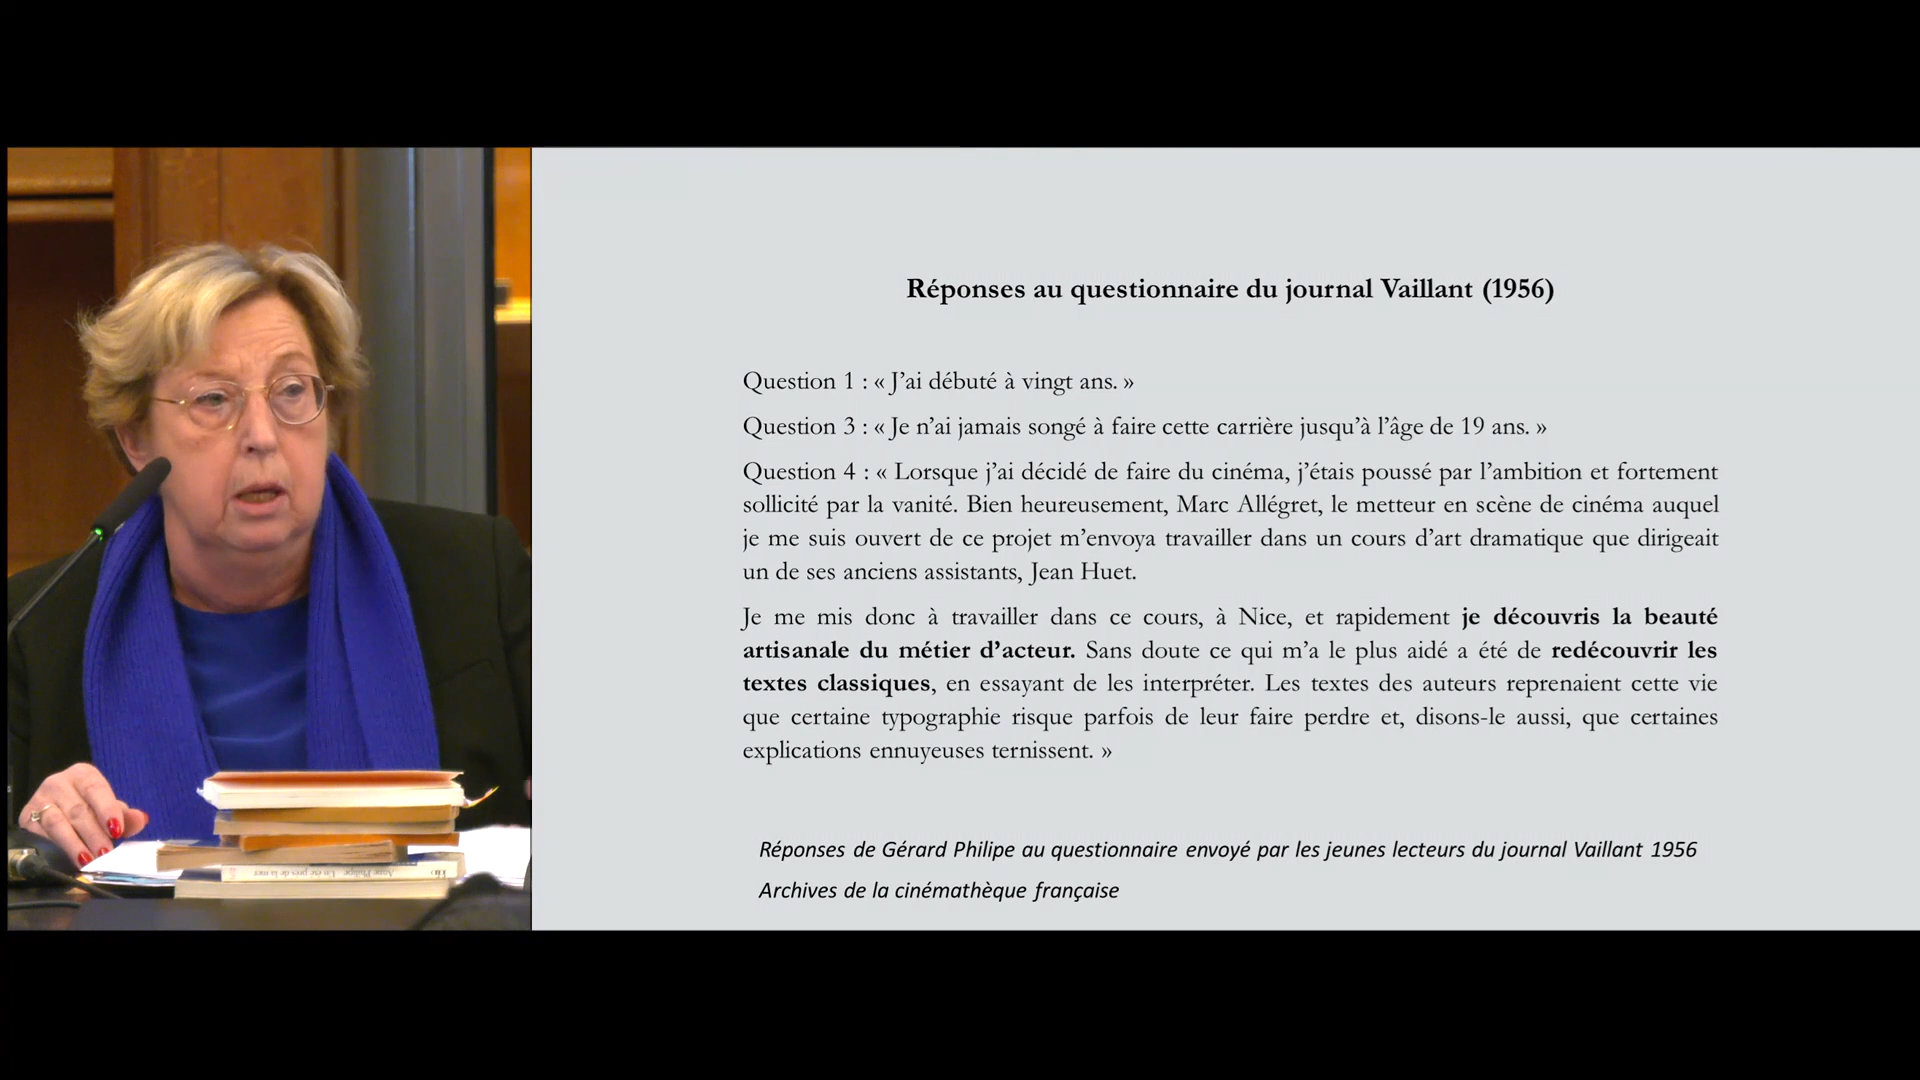 Réponses au questionnaire du journal Vaillant (1956)
Question 1 : « J’ai débuté à vingt ans. »
Question 3 : « Je n’ai jamais songé à faire cette carrière jusqu’à l’âge de 19 ans. »
Question 4 : « Lorsque j’ai décidé de faire du cinéma, j’étais poussé par l’ambition et fortement
sollicité par la vanité. Bien heureusement, Marc Allégret, le metteur en scène de cinéma auquel
je me suis ouvert de ce projet m’envoya travailler dans un cours d’art dramatique que dirigeait
un de ses anciens assistants, Jean Huet.
Je me mis donc à travailler dans ce cours, à Nice, et rapidement je découvris la beauté
artisanale du métier d’acteur. Sans doute ce qui m’a le plus aidé a été de redécouvrir les
textes classiques, en essayant de les interpréter. Les textes des auteurs reprenaient cette vie
que certaine typographie risque parfois de leur faire perdre et, disons-le aussi, que certaines
explications ennuyeuses ternissent. »
Réponses de Gérard Philipe au questionnaire envoyé par les jeunes lecteurs du journal Vaillant 1956
Archives de la cinémathèque française
Anne Philipe Un été près de la mer